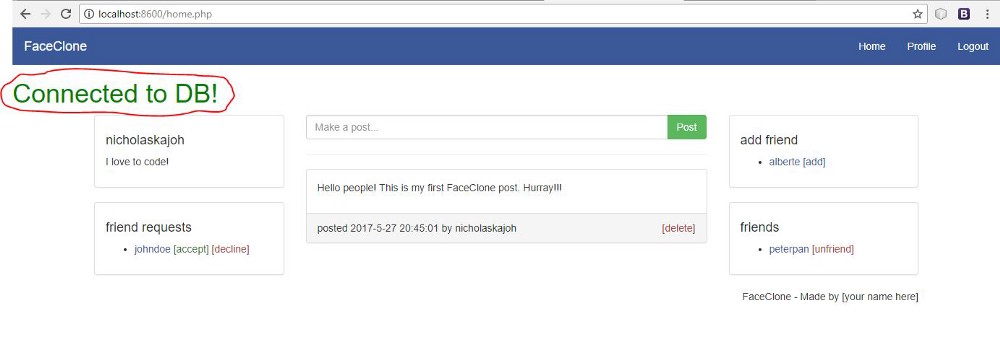 localhost:8600/home.php
FaceClone
Home Profile Logout
Connected to DB!
nicholaskajoh
I love to code!
friend requests
johndoe [accept] [decline]
Make a post... Post
Hello people! This is my first FaceClone post. Hurray!!!
posted 2017-5-27 20:45:01 by nicholaskajoh [delete]
add friend
alberte [add]
friends
peterpan [unfriend]
FaceClone - Made by [your name here]